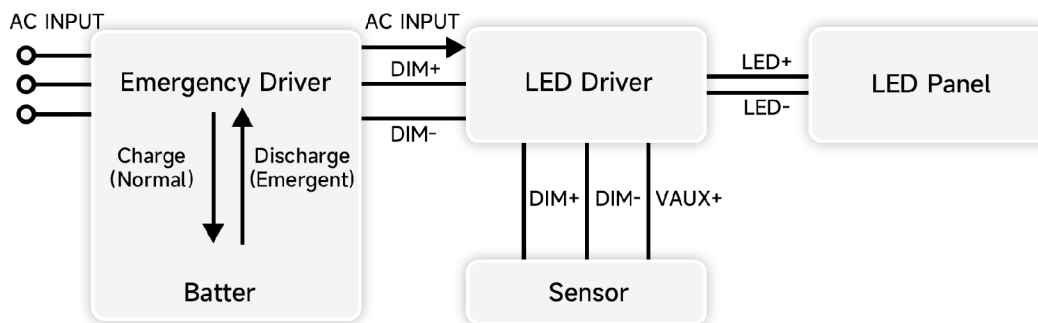 AC INPUT
AC INPUT
Emergency Driver
DIM+
DIM-
LED Driver
LED+
LED-
LED Panel
Charge
(Normal)
Discharge
(Emergent)
DIM+
DIM-
VAUX+
Batter
Sensor